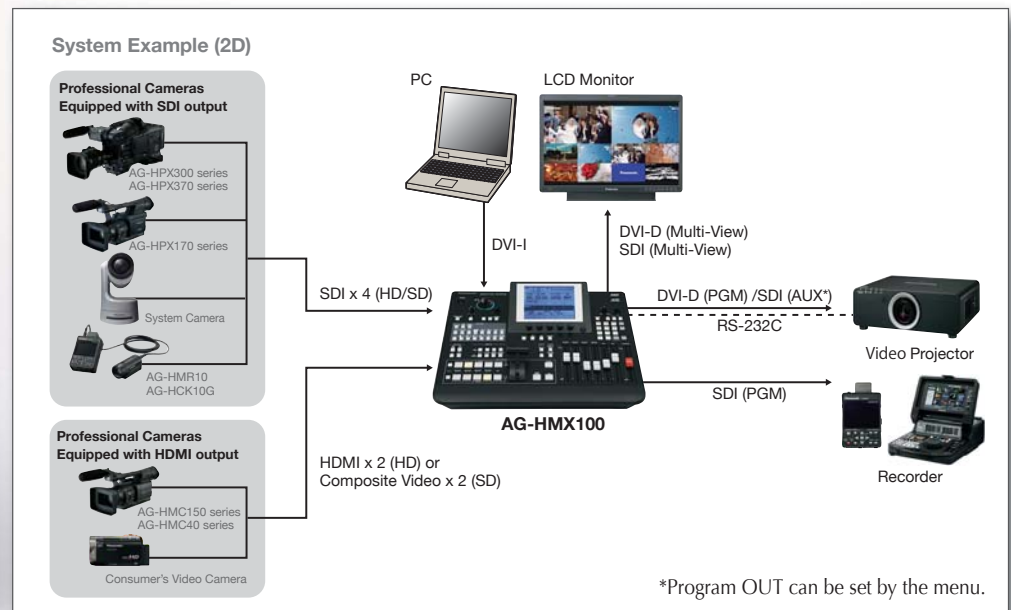 System Example (2D)
Professional Cameras
Equipped with SDI output
AG-HPX300 series
AG-HPX370 series
AG-HPX170 series
System Camera
AG-HMR10
AG-HCK10G
Professional Cameras
Equipped with HDMI output
AG-HMC150 series
AG-HMC40 series
Consumer's Video Camera
PC
LCD Monitor
Panasonic
DVI-I
DVI-D (Multi-View)
SDI (Multi-View)
SDI x 4 (HD/SD)
HDMI x 2 (HD) or
Composite Video x 2 (SD)
AG-HMX100
DVI-D (PGM) /SDI (AUX*)
RS-232C
Video Projector
SDI (PGM)
Recorder
*Program OUT can be set by the menu.